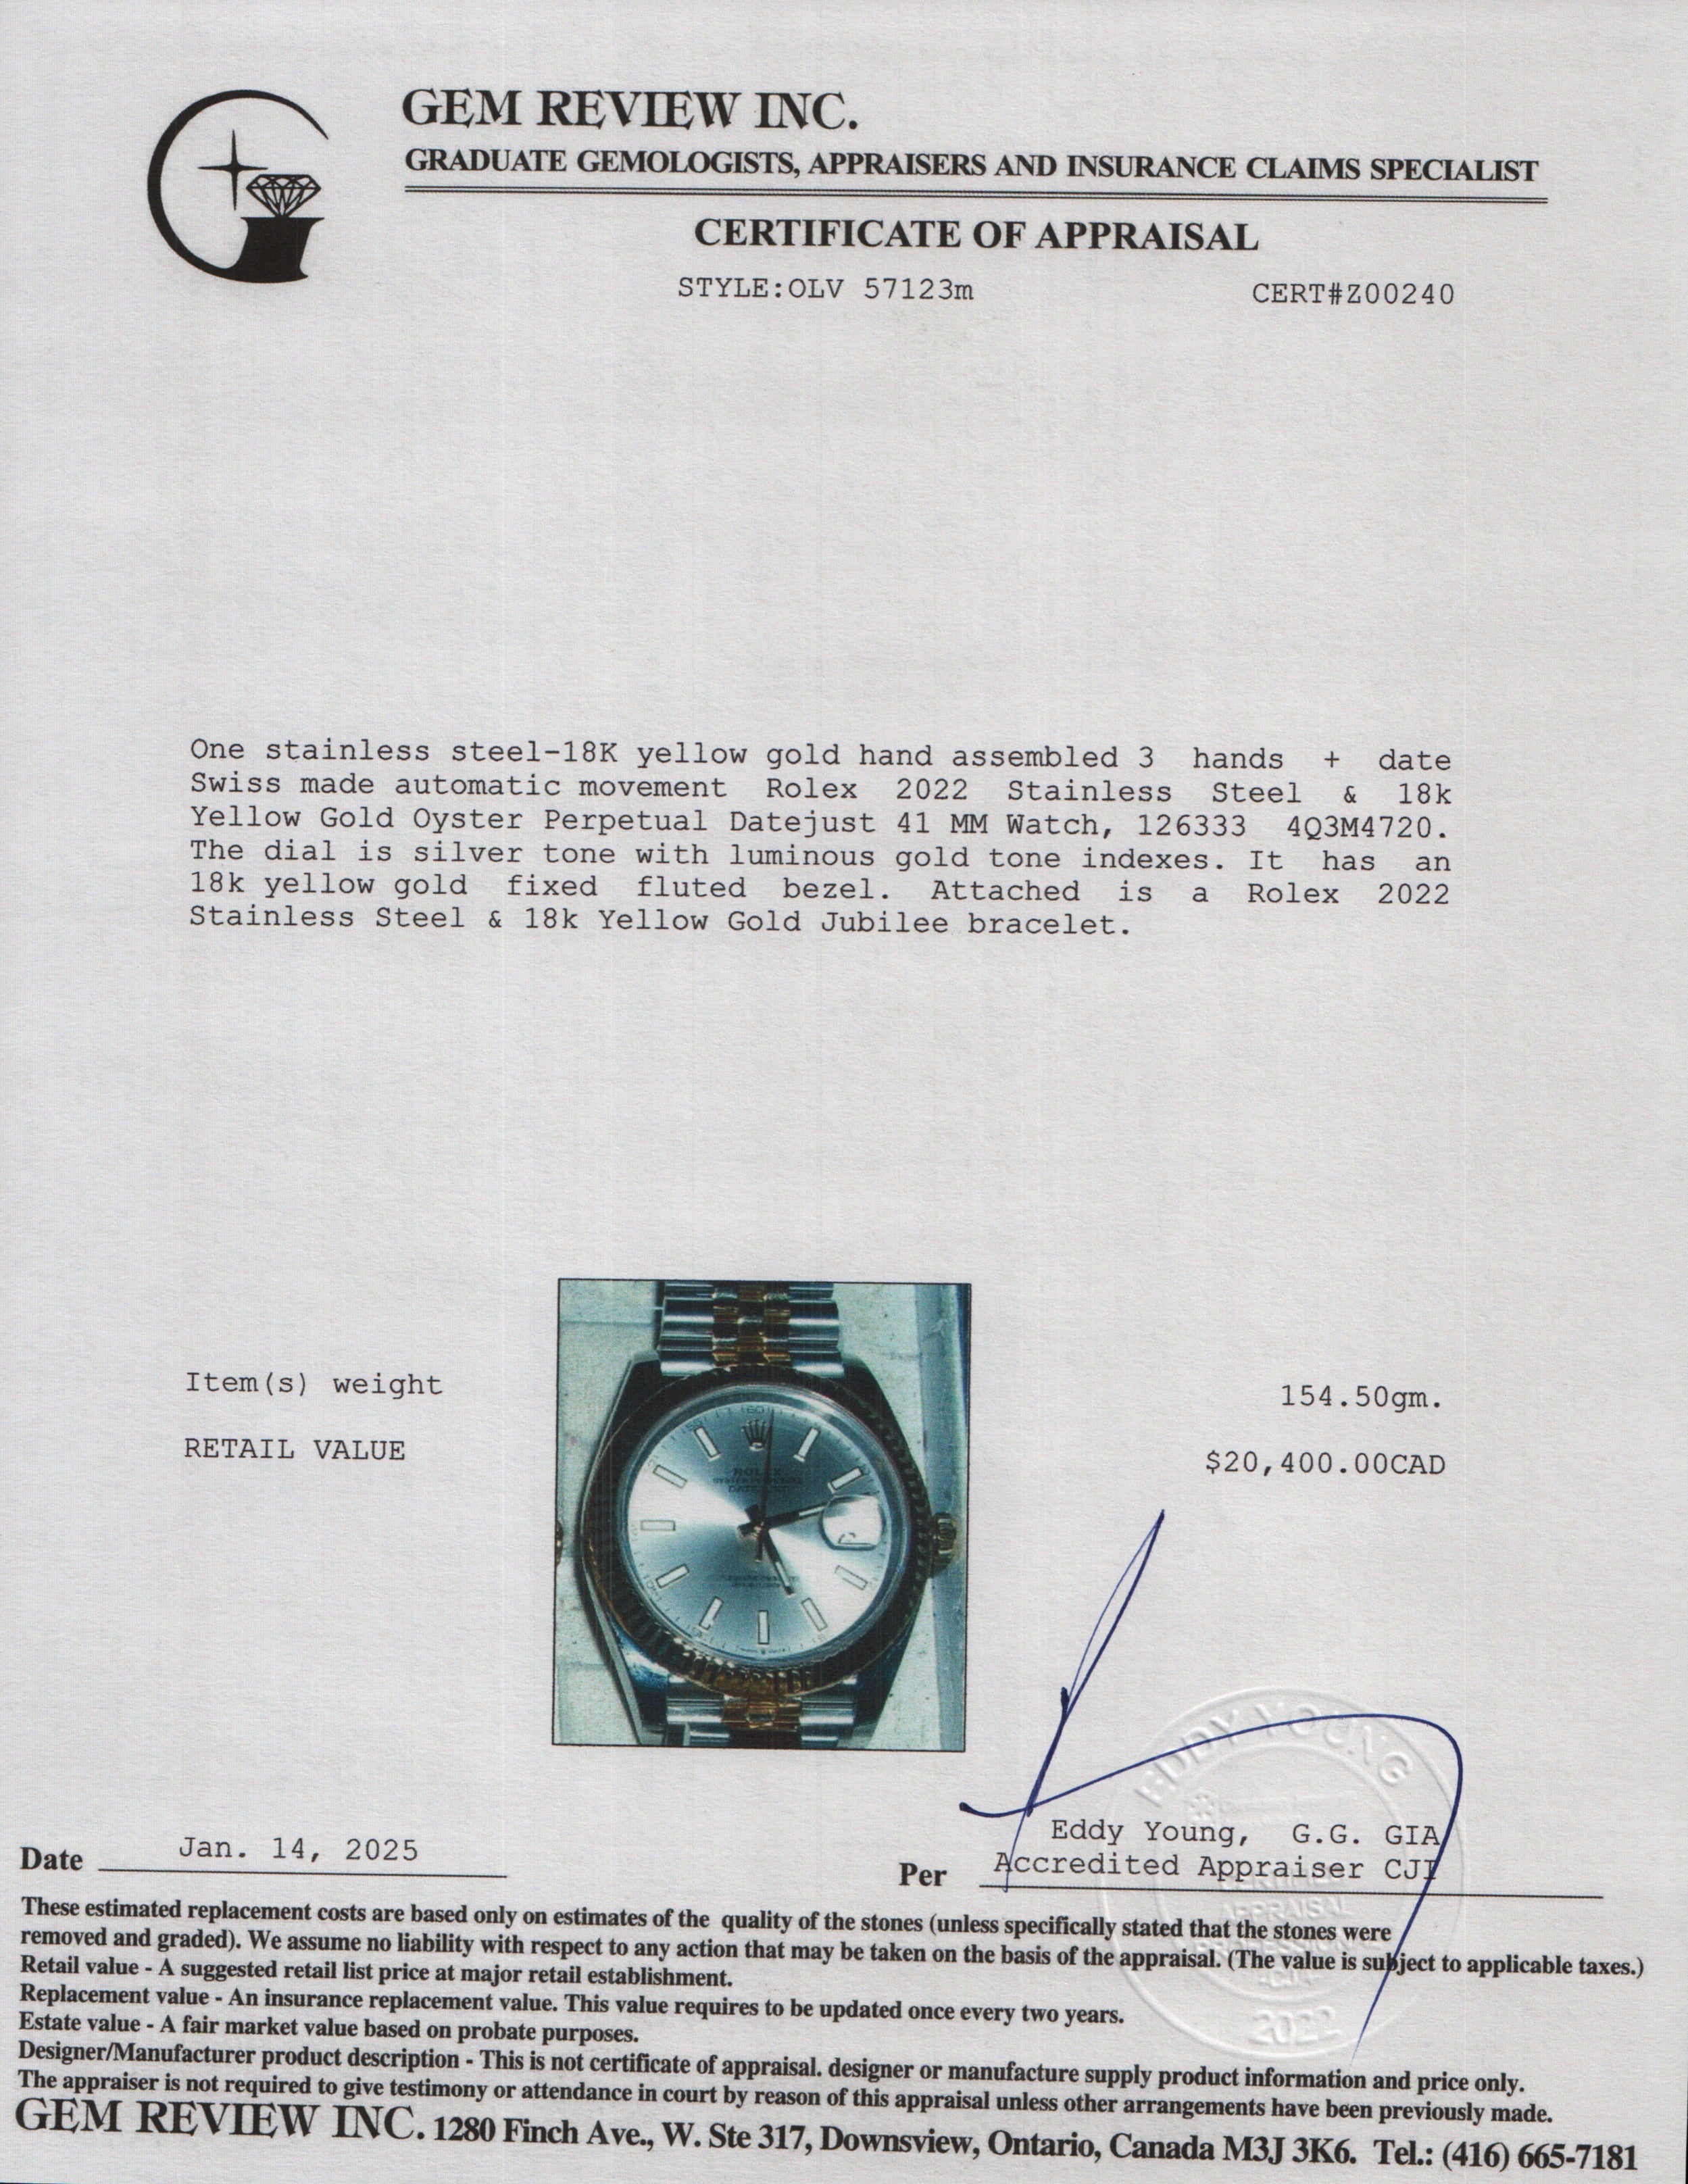 GEM REVIEW INC.
GRADUATE GEMOLOGISTS, APPRAISERS AND INSURANCE CLAIMS SPECIALIST
CERTIFICATE OF APPRAISAL
STYLE:OLV 57123m CERT#Z00240
One stainless steel-18K yellow gold hand assembled 3 hands + date
Swiss made automatic movement Rolex 2022 Stainless Steel & 18k
Yellow Gold Oyster Perpetual Datejust 41 MM Watch, 126333 4Q3M4720.
The dial is silver tone with luminous gold tone indexes. It has an
18k yellow gold fixed fluted bezel. Attached is a Rolex 2022
Stainless Steel & 18k Yellow Gold Jubilee bracelet.
60
ROLEX
Item(s) weight 154.50gm.
RETAIL VALUE $20,400.00CAD
EDDY YOUNG
Eddy Young, G.G. GIA
Date Jan. 14, 2025 Per Accredited Appraiser CJI
APPRAISAL
2022
These estimated replacement costs are based only on estimates of the quality of the stones (unless specifically stated that the stones were
removed and graded). We assume no liability with respect to any action that may be taken on the basis of the appraisal. (The value is subject to applicable taxes.)
Retail value - A suggested retail list price at major retail establishment.
Replacement value - An insurance replacement value. This value requires to be updated once every two years.
Estate value - A fair market value based on probate purposes.
Designer/Manufacturer product description - This is not certificate of appraisal. designer or manufacture supply product information and price only.
The appraiser is not required to give testimony or attendance in court by reason of this appraisal unless other arrangements have been previously made.
GEM REVIEW INC. 1280 Finch Ave., W. Ste 317, Downsview, Ontario, Canada M3J 3K6. Tel.: (416) 665-7181